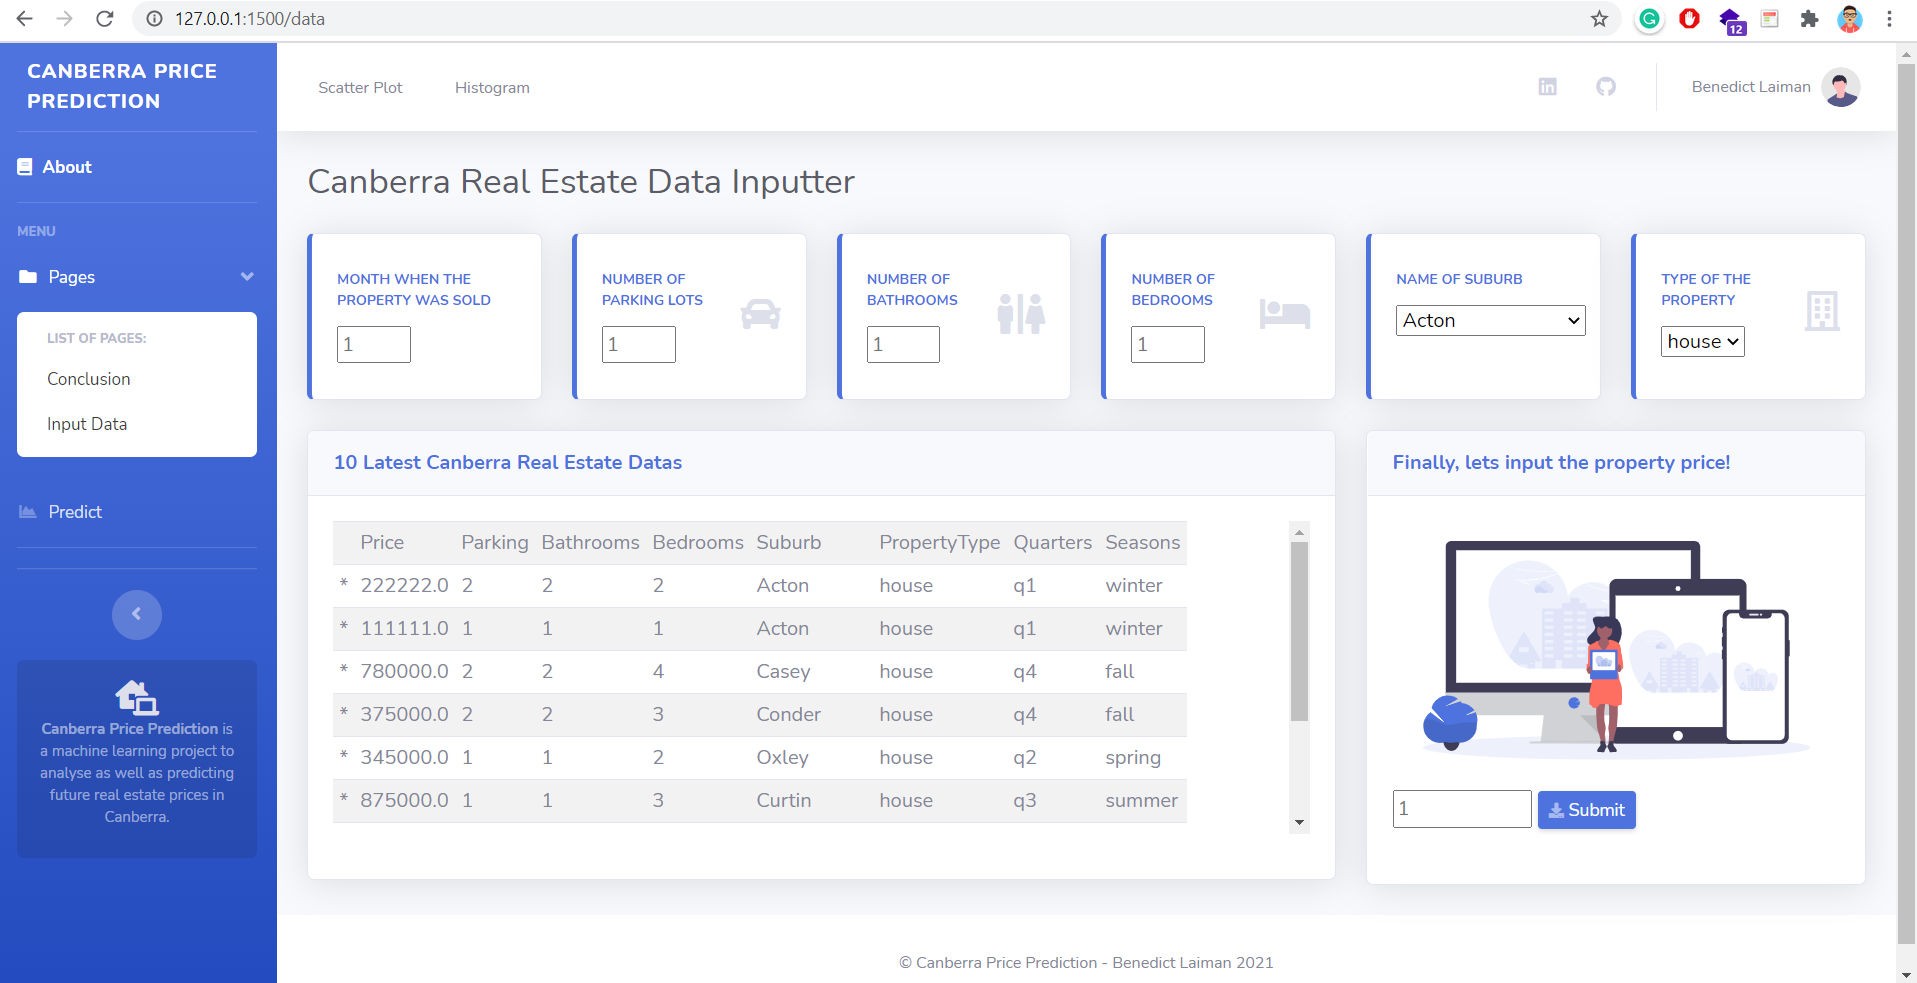 127.0.0.1:1500/data
12
CANBERRA PRICE
PREDICTION
About
MENU
Pages
LIST OF PAGES:
Conclusion
Input Data
Predict
Canberra Price Prediction is
a machine learning project to
analyse as well as predicting
future real estate prices in
Canberra.
Scatter Plot Histogram Benedict Laiman
Canberra Real Estate Data Inputter
MONTH WHEN THE
PROPERTY WAS SOLD
1
NUMBER OF
PARKING LOTS
1
NUMBER OF
BATHROOMS
1
NUMBER OF
BEDROOMS
1
NAME OF SUBURB
Acton
TYPE OF THE
PROPERTY
house
10 Latest Canberra Real Estate Datas
Price Parking Bathrooms Bedrooms Suburb PropertyType Quarters Seasons
* 222222.0 2 2 2 Acton house q1 winter
* 111111.0 1 1 1 Acton house q1 winter
* 780000.0 2 2 4 Casey house q4 fall
* 375000.0 2 2 3 Conder house q4 fall
* 345000.0 1 1 2 Oxley house q2 spring
* 875000.0 1 1 3 Curtin house q3 summer
Finally, lets input the property price!
1 Submit
© Canberra Price Prediction - Benedict Laiman 2021